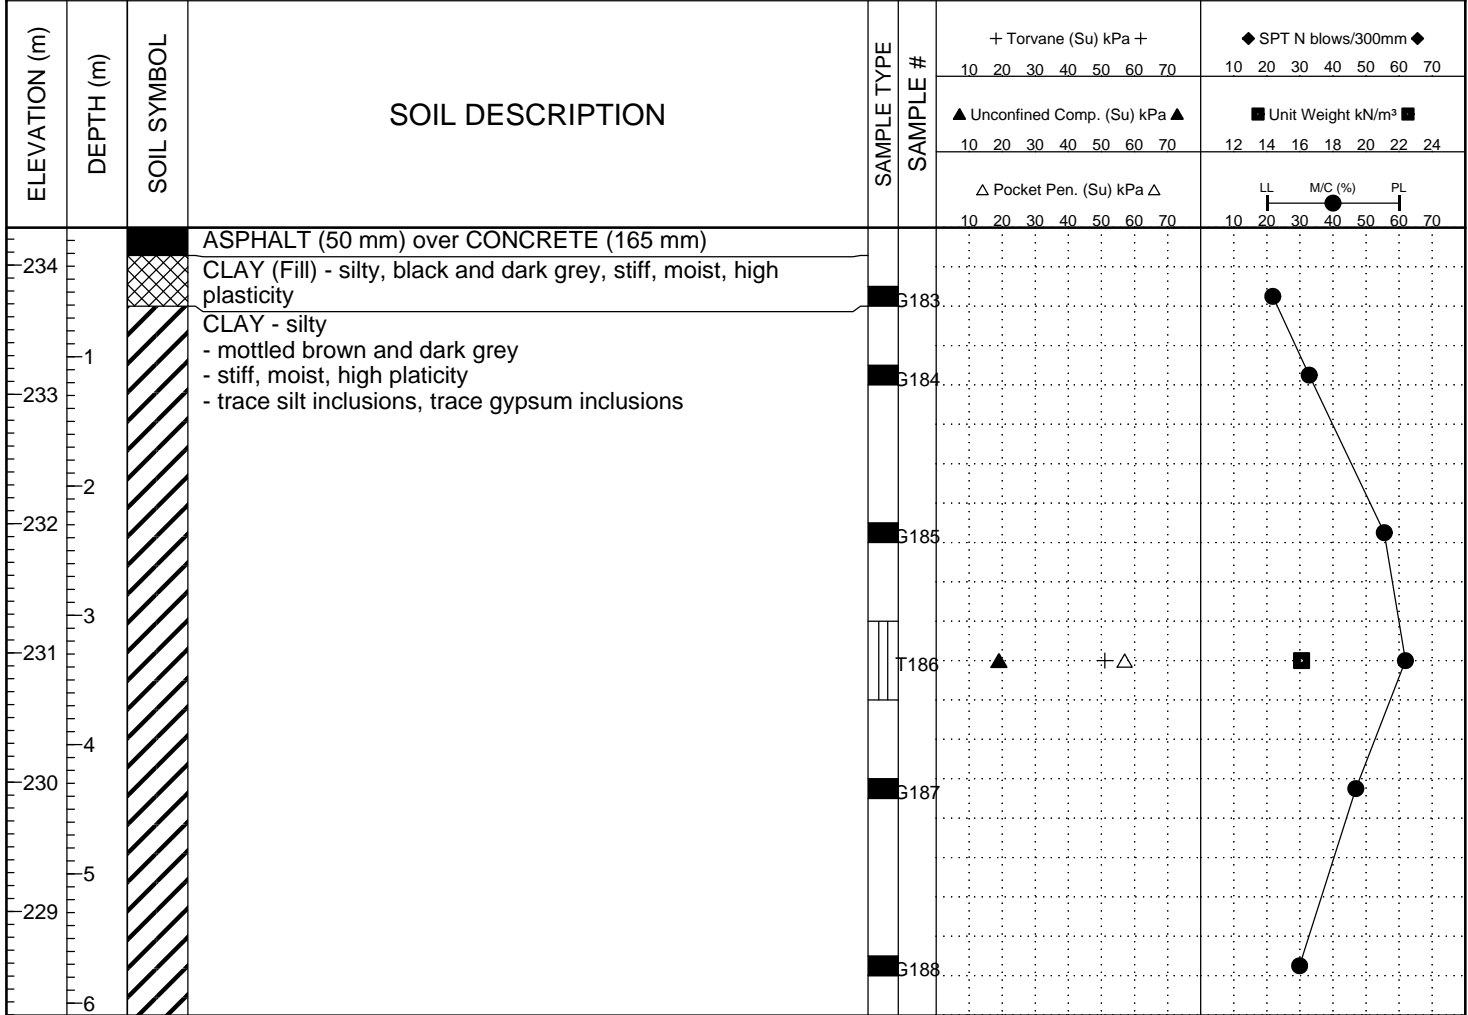 ELEVATION (m)
DEPTH (m)
SOIL SYMBOL
SOIL DESCRIPTION
SAMPLE TYPE
SAMPLE #
+ Torvane (Su) kPa +
10 20 30 40 50 60 70
▲ Unconfined Comp. (Su) kPa ▲
10 20 30 40 50 60 70
△ Pocket Pen. (Su) kPa △
10 20 30 40 50 60 70
◆ SPT N blows/300mm ◆
10 20 30 40 50 60 70
■ Unit Weight kN/m³ ■
12 14 16 18 20 22 24
LL M/C (%) PL
10 20 30 40 50 60 70
ASPHALT (50 mm) over CONCRETE (165 mm)
234
CLAY (Fill) - silty, black and dark grey, stiff, moist, high
plasticity
G183
CLAY - silty
- mottled brown and dark grey
1
- stiff, moist, high platicity
G184
233
- trace silt inclusions, trace gypsum inclusions
2
232
G185
3
231
T186
4
230
G187
5
229
G188
6